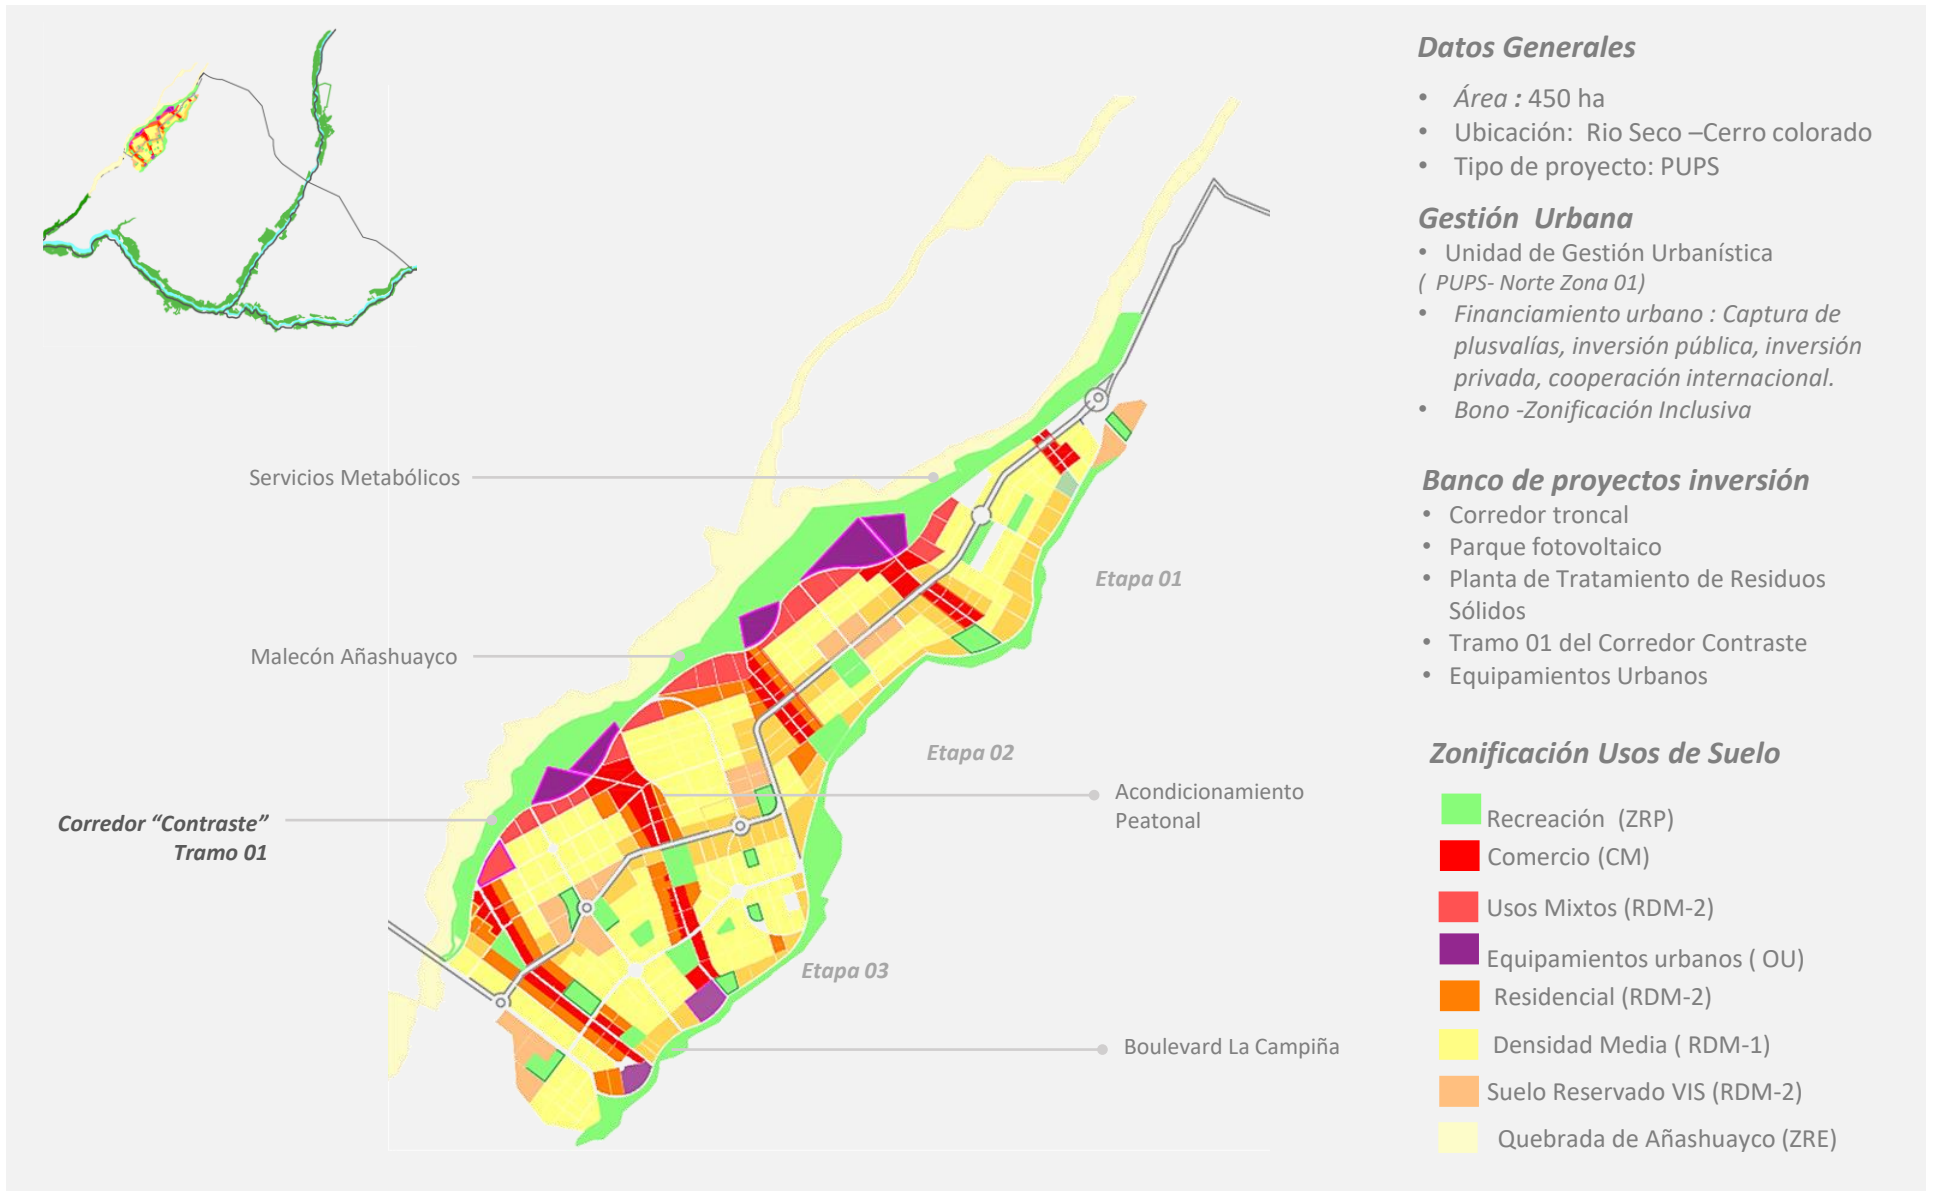 Datos Generales
• Área : 450 ha
• Ubicación: Rio Seco –Cerro colorado
• Tipo de proyecto: PUPS
Gestión Urbana
• Unidad de Gestión Urbanística
( PUPS- Norte Zona 01)
• Financiamiento urbano : Captura de
plusvalías, inversión pública, inversión
privada, cooperación internacional.
• Bono -Zonificación Inclusiva
Banco de proyectos inversión
• Corredor troncal
• Parque fotovoltaico
• Planta de Tratamiento de Residuos
Sólidos
• Tramo 01 del Corredor Contraste
• Equipamientos Urbanos
Zonificación Usos de Suelo
Recreación (ZRP)
Comercio (CM)
Usos Mixtos (RDM-2)
Equipamientos urbanos ( OU)
Residencial (RDM-2)
Densidad Media ( RDM-1)
Suelo Reservado VIS (RDM-2)
Quebrada de Añashuayco (ZRE)
Servicios Metabólicos
Etapa 01
Malecón Añashuayco
Etapa 02
Acondicionamiento
Peatonal
Corredor “Contraste”
Tramo 01
Etapa 03
Boulevard La Campiña